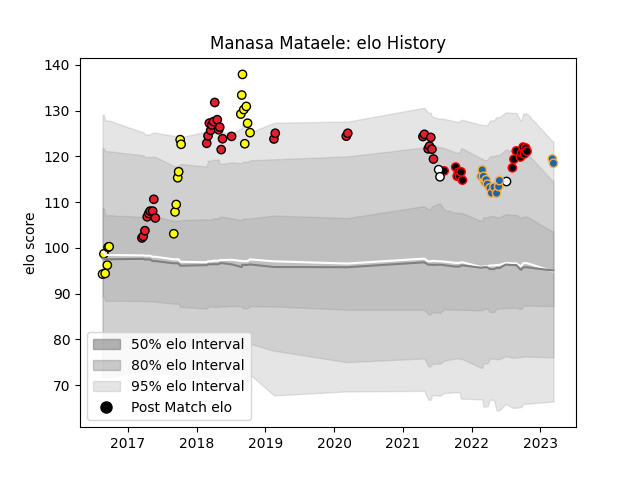 Manasa Mataele: elo History
elo score
140
130
120
110
100
90
80
70
50% elo Interval
80% elo Interval
95% elo Interval
Post Match elo
2017 2018 2019 2020 2021 2022 2023